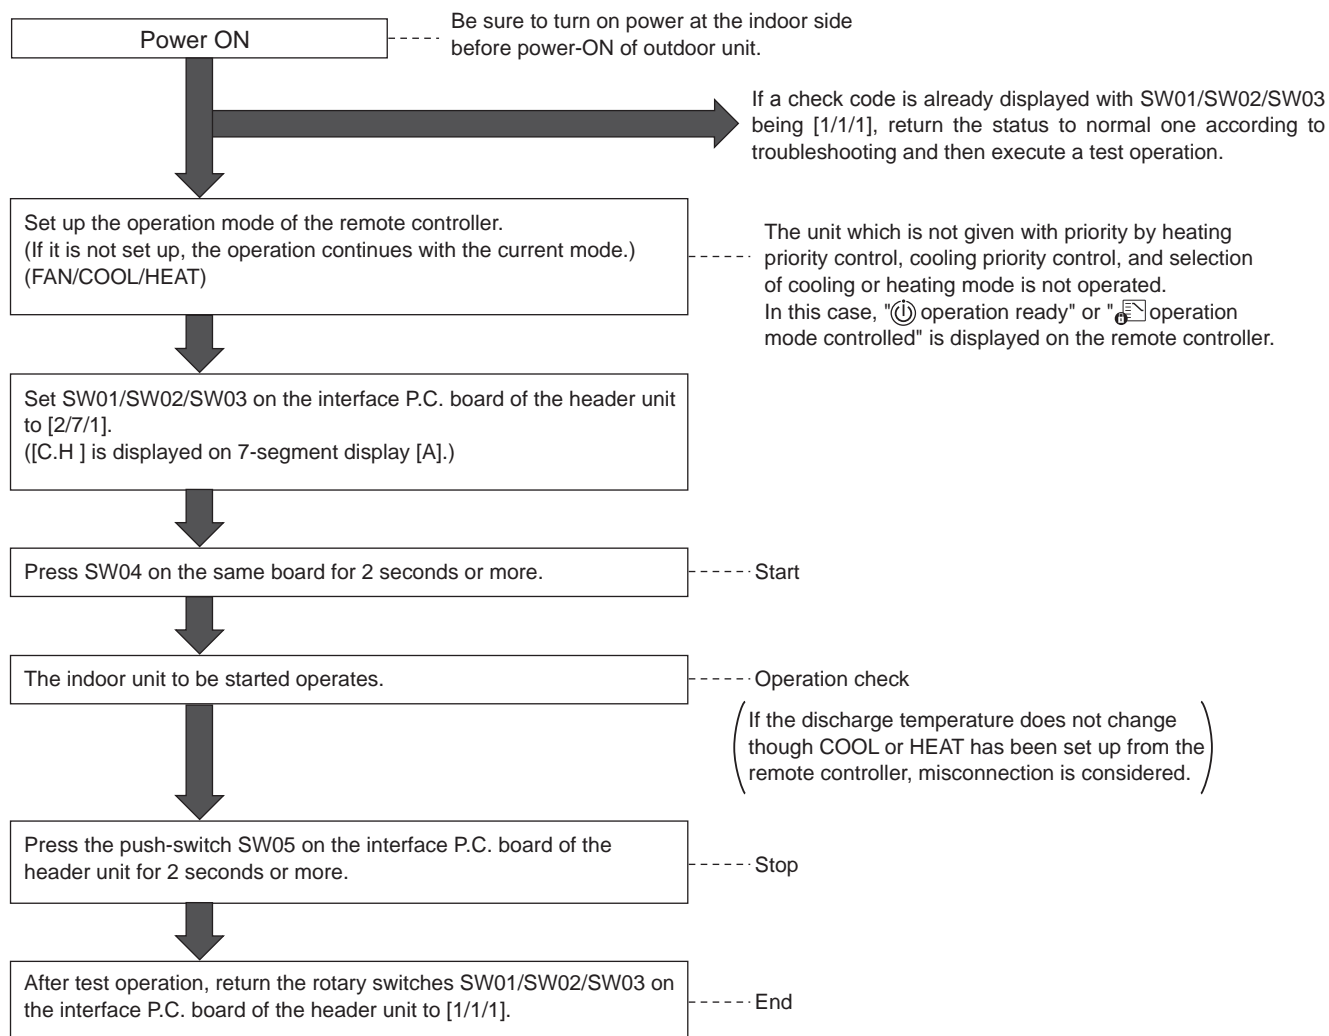 Power ON
Be sure to turn on power at the indoor side
before power-ON of outdoor unit.
If a check code is already displayed with SW01/SW02/SW03
being [1/1/1], return the status to normal one according to
troubleshooting and then execute a test operation.
Set up the operation mode of the remote controller.
(If it is not set up, the operation continues with the current mode.)
(FAN/COOL/HEAT)
The unit which is not given with priority by heating
priority control, cooling priority control, and selection
of cooling or heating mode is not operated.
In this case, " operation ready" or " operation
mode controlled" is displayed on the remote controller.
Set SW01/SW02/SW03 on the interface P.C. board of the header unit
to [2/7/1].
([C.H ] is displayed on 7-segment display [A].)
Press SW04 on the same board for 2 seconds or more.
Start
The indoor unit to be started operates.
Operation check
(If the discharge temperature does not change
though COOL or HEAT has been set up from the
remote controller, misconnection is considered.)
Press the push-switch SW05 on the interface P.C. board of the
header unit for 2 seconds or more.
Stop
After test operation, return the rotary switches SW01/SW02/SW03 on
the interface P.C. board of the header unit to [1/1/1].
End